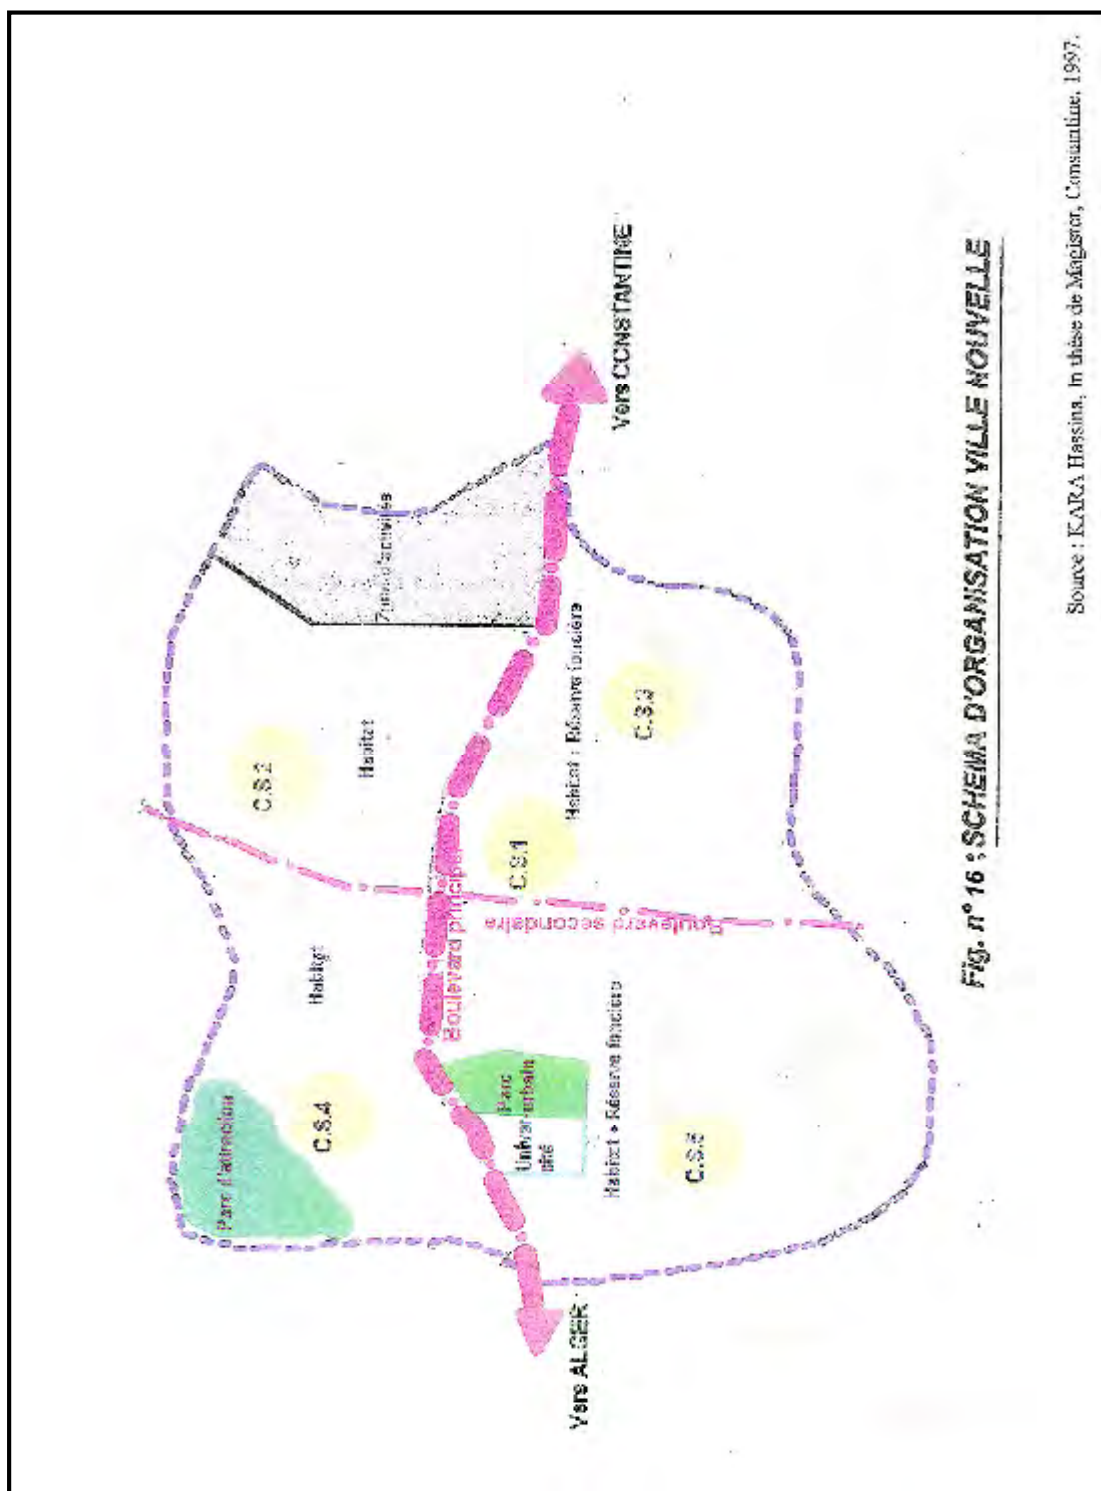 Parc d'attraction
C.S.4
Habitat
C.S.2
Habitat
Zone d'activités
Boulevard principal
Parc
urbain
Univer-
sité
C.S.1
Boulevard secondaire
Habitat + Réserve foncière
Habitat + Réserve foncière
C.S.3
C.S.5
Vers ALGER
Vers CONSTANTINE
Fig. n° 16 : SCHEMA D'ORGANISATION VILLE NOUVELLE
Source : KARA Hassina, in thèse de Magister, Constantine, 1997.